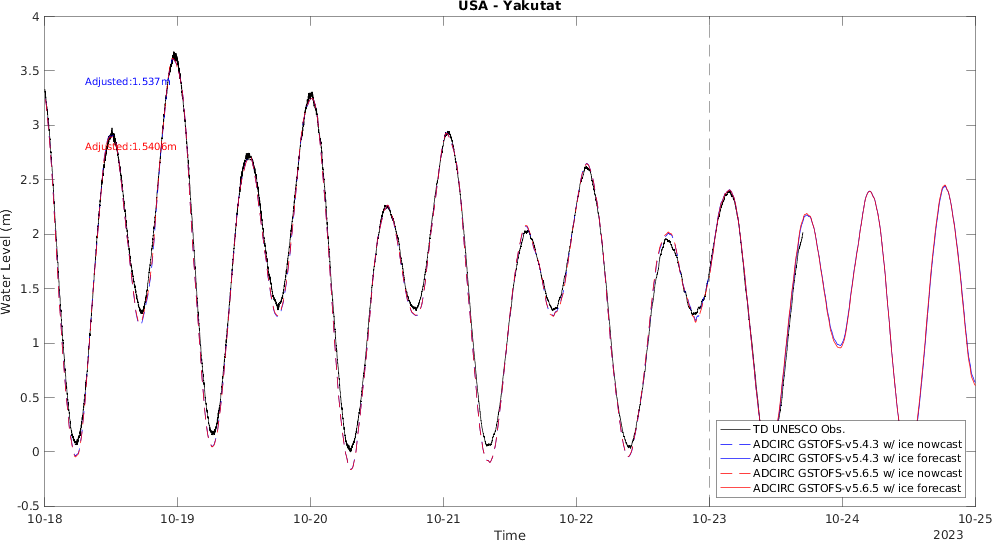 USA - Yakutat
4
3.5
3
2.5
2
1.5
1
0.5
0
-0.5
Water Level (m)
Adjusted:1.537m
Adjusted:1.5406m
TD UNESCO Obs.
ADCIRC GSTOFS-v5.4.3 w/ ice nowcast
ADCIRC GSTOFS-v5.4.3 w/ ice forecast
ADCIRC GSTOFS-v5.6.5 w/ ice nowcast
ADCIRC GSTOFS-v5.6.5 w/ ice forecast
10-18 10-19 10-20 10-21 10-22 10-23 10-24 10-25
Time
2023